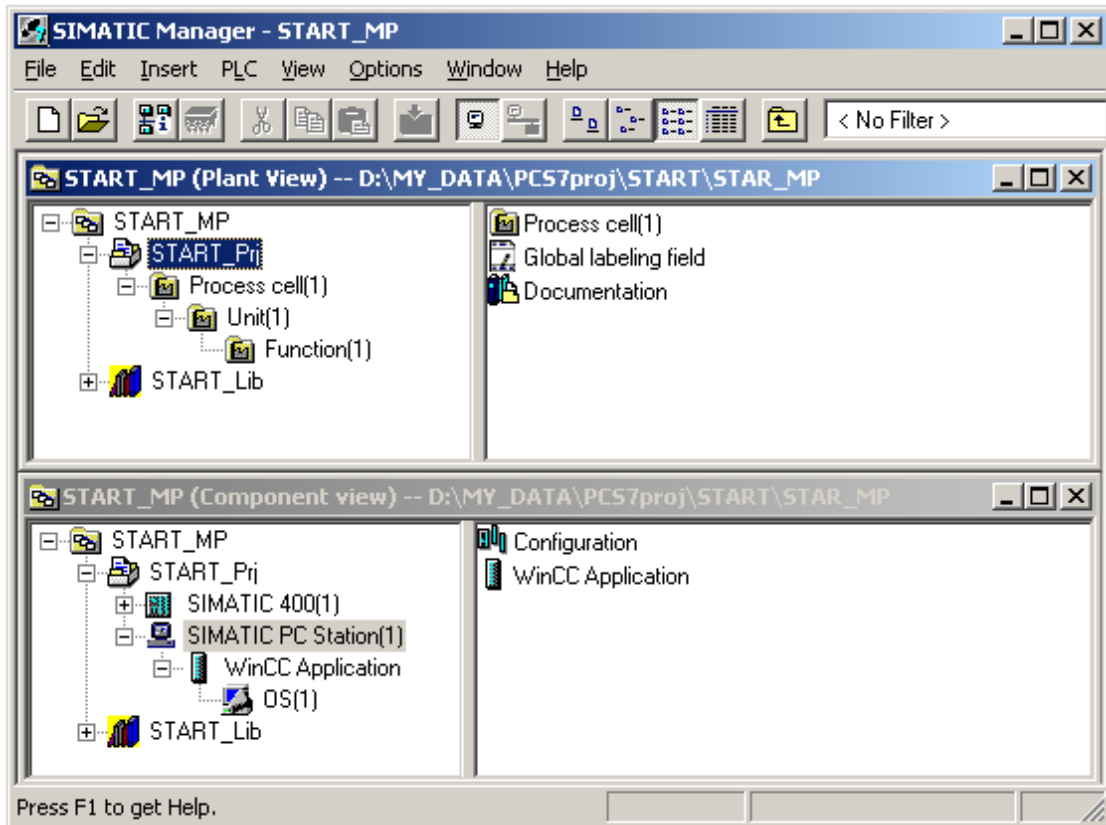 SIMATIC Manager - START_MP
File Edit Insert PLC View Options Window Help
< No Filter >
START_MP (Plant View) -- D:\MY_DATA\PCS7proj\START\STAR_MP
START_MP
START_Prj
Process cell(1)
Unit(1)
Function(1)
START_Lib
Process cell(1)
Global labeling field
Documentation
START_MP (Component view) -- D:\MY_DATA\PCS7proj\START\STAR_MP
START_MP
START_Prj
SIMATIC 400(1)
SIMATIC PC Station(1)
WinCC Application
OS(1)
START_Lib
Configuration
WinCC Application
Press F1 to get Help.